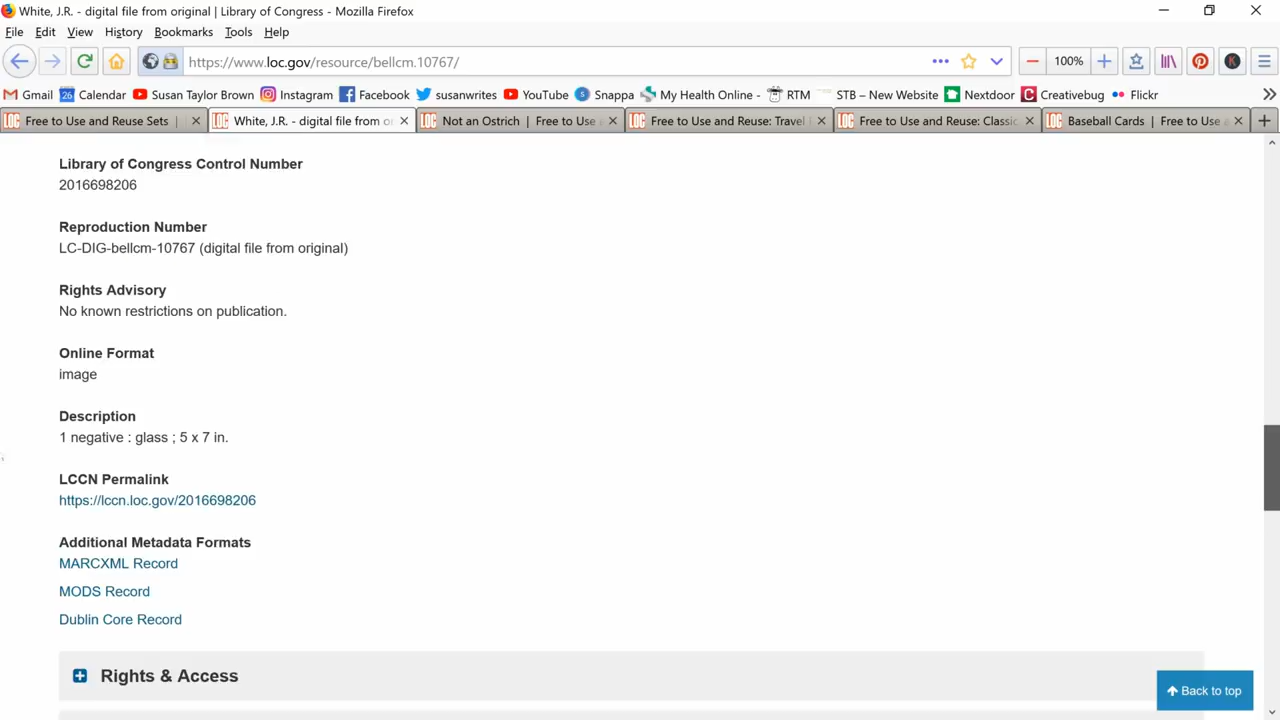 White, J.R. - digital file from original | Library of Congress - Mozilla Firefox
File Edit View History Bookmarks Tools Help
https://www.loc.gov/resource/bellcm.10767/
100%
Gmail Calendar Susan Taylor Brown Instagram Facebook susanwrites YouTube Snappa My Health Online - RTM STB – New Website Nextdoor Creativebug Flickr
LOC Free to Use and Reuse Sets | LOC White, J.R. - digital file from o LOC Not an Ostrich | Free to Use LOC Free to Use and Reuse: Travel LOC Free to Use and Reuse: Classic LOC Baseball Cards | Free to Use
Library of Congress Control Number
2016698206
Reproduction Number
LC-DIG-bellcm-10767 (digital file from original)
Rights Advisory
No known restrictions on publication.
Online Format
image
Description
1 negative : glass ; 5 x 7 in.
LCCN Permalink
https://lccn.loc.gov/2016698206
Additional Metadata Formats
MARCXML Record
MODS Record
Dublin Core Record
Rights & Access
Back to top